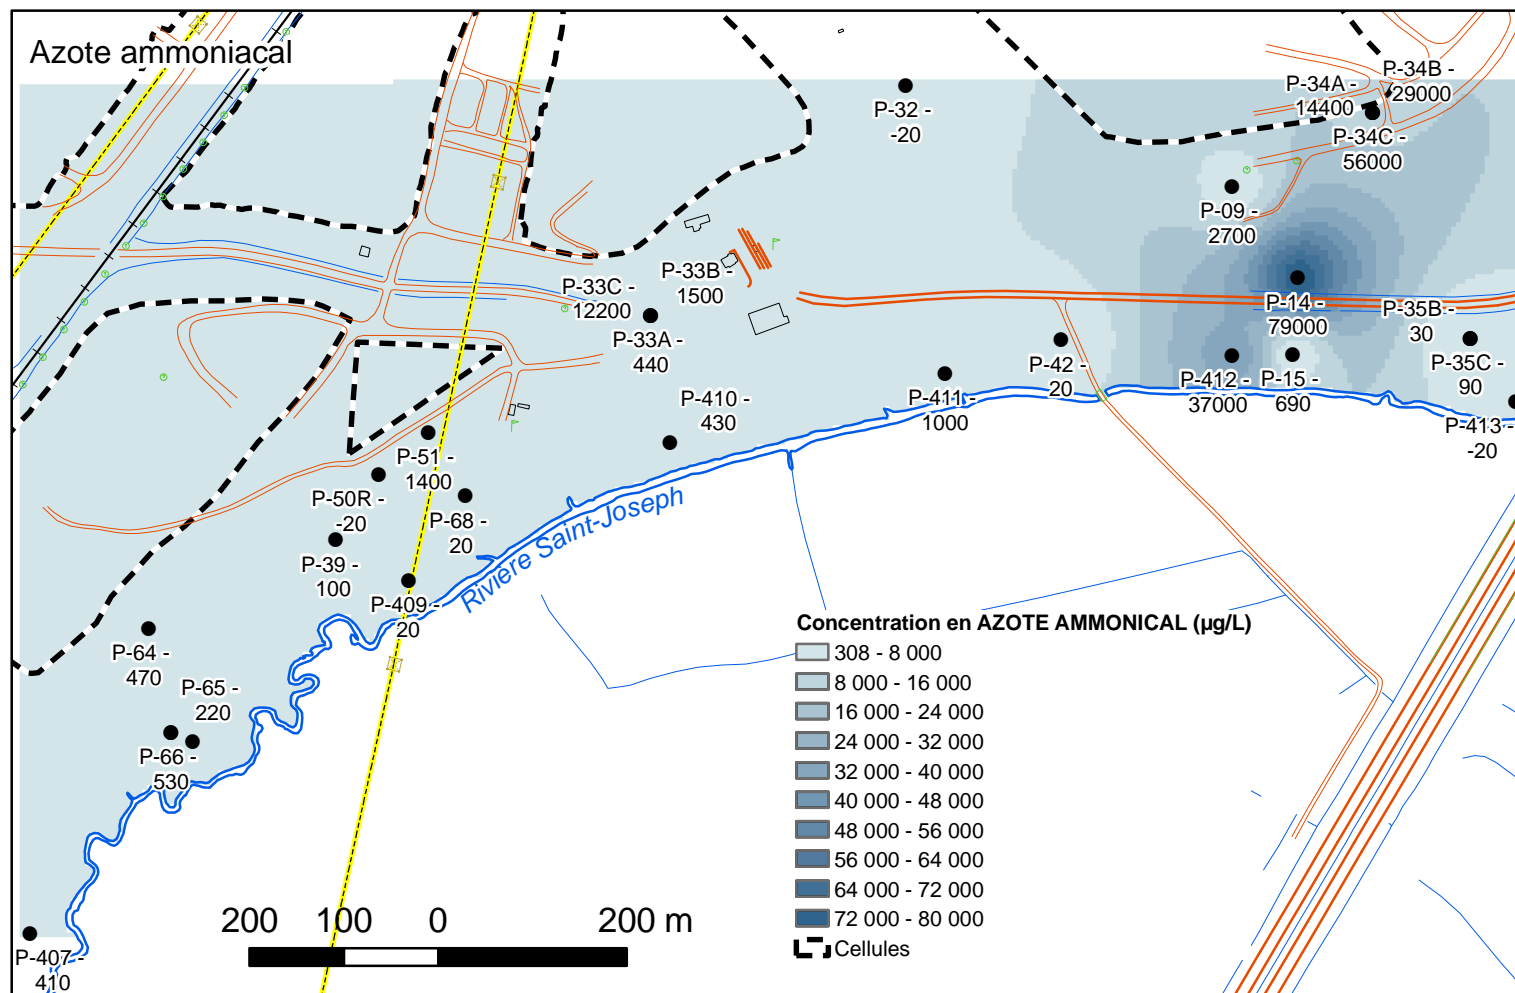 Azote ammoniacal
P-32 -
-20
P-34A -
14400
P-34B -
29000
P-34C -
56000
P-09 -
2700
P-33C -
12200
P-33B -
1500
P-33A -
440
P-14 -
79000
P-35B -
30
P-35C -
90
P-42 -
20
P-411 -
1000
P-412 -
37000
P-15 -
690
P-413 -
-20
P-410 -
430
P-51 -
1400
P-50R -
-20
P-68 -
20
P-39 -
100
P-409 -
20
Rivière Saint-Joseph
P-64 -
470
P-65 -
220
P-66 -
530
P-407 -
410
Concentration en AZOTE AMMONICAL (µg/L)
308 - 8 000
8 000 - 16 000
16 000 - 24 000
24 000 - 32 000
32 000 - 40 000
40 000 - 48 000
48 000 - 56 000
56 000 - 64 000
64 000 - 72 000
72 000 - 80 000
Cellules
200 100 0 200 m